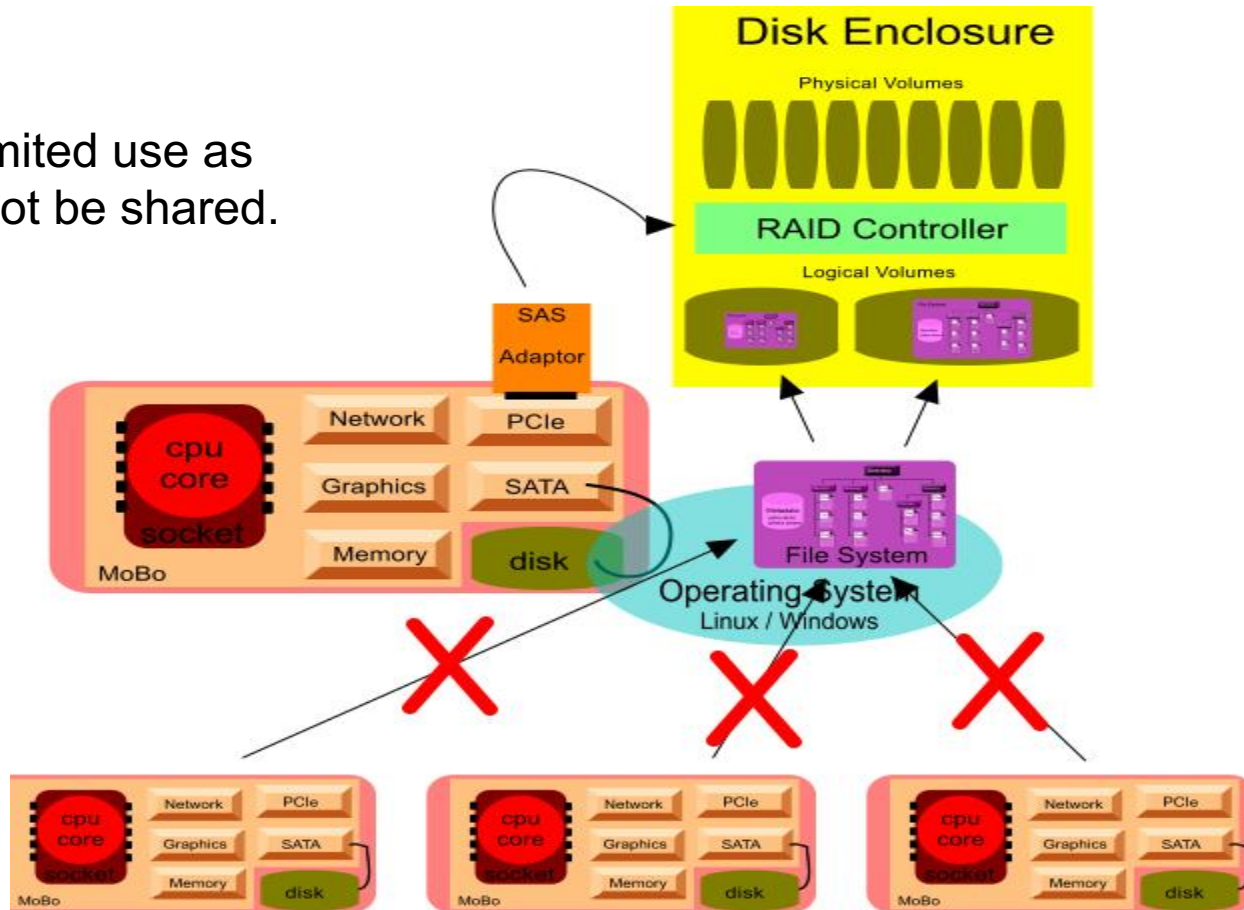 Disk Enclosure
Physical Volumes
mited use as
ot be shared.
RAID Controller
Logical Volumes
SAS
Adaptor
Network
PCIe
cpu
core
Graphics
SATA
socket
Memory
disk
MoBo
File System
Operating System
Linux / Windows
Network
PCIe
cpu
core
Graphics
SATA
socket
Memory
disk
MoBo
Network
PCIe
cpu
core
Graphics
SATA
socket
Memory
disk
MoBo
Network
PCIe
cpu
core
Graphics
SATA
socket
Memory
disk
MoBo